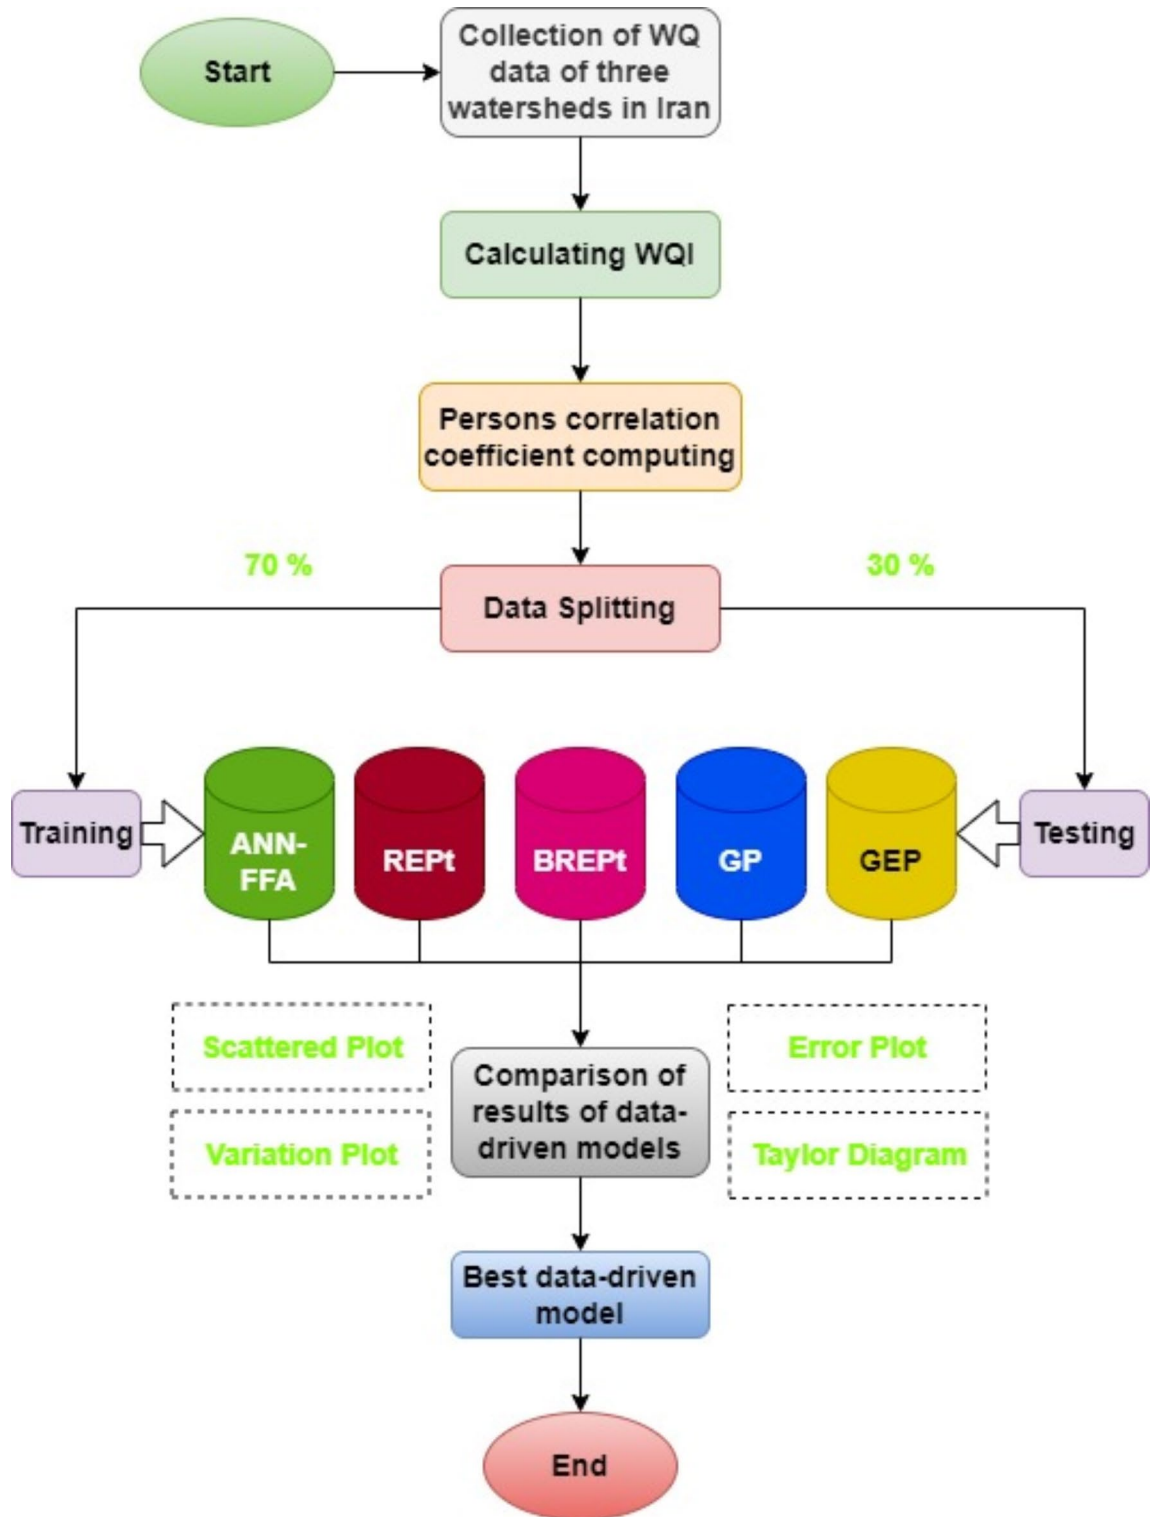 Start
Collection of WQ
data of three
watersheds in Iran
Calculating WQI
Persons correlation
coefficient computing
70 %
30 %
Data Splitting
Training
ANN-
FFA
REPt
BREPt
GP
GEP
Testing
Scattered Plot
Error Plot
Comparison of
results of data-
driven models
Variation Plot
Taylor Diagram
Best data-driven
model
End